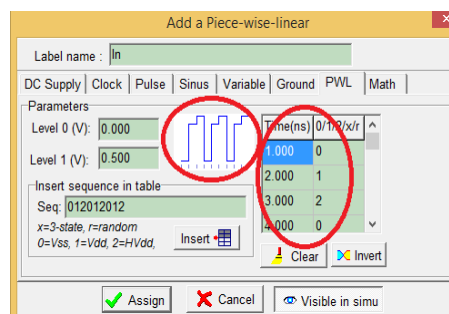 Add a Piece-wise-linear
Label name : In
DC Supply Clock Pulse Sinus Variable Ground PWL Math
Parameters
Level 0 (V): 0.000
Level 1 (V): 0.500
Time(ns) 0/1/2/x/r
1.000 0
2.000 1
3.000 2
4.000 0
Insert sequence in table
Seq: 012012012
x=3-state, r=random
0=Vss, 1=Vdd, 2=HVdd,
Insert
Clear Invert
Assign Cancel Visible in simu